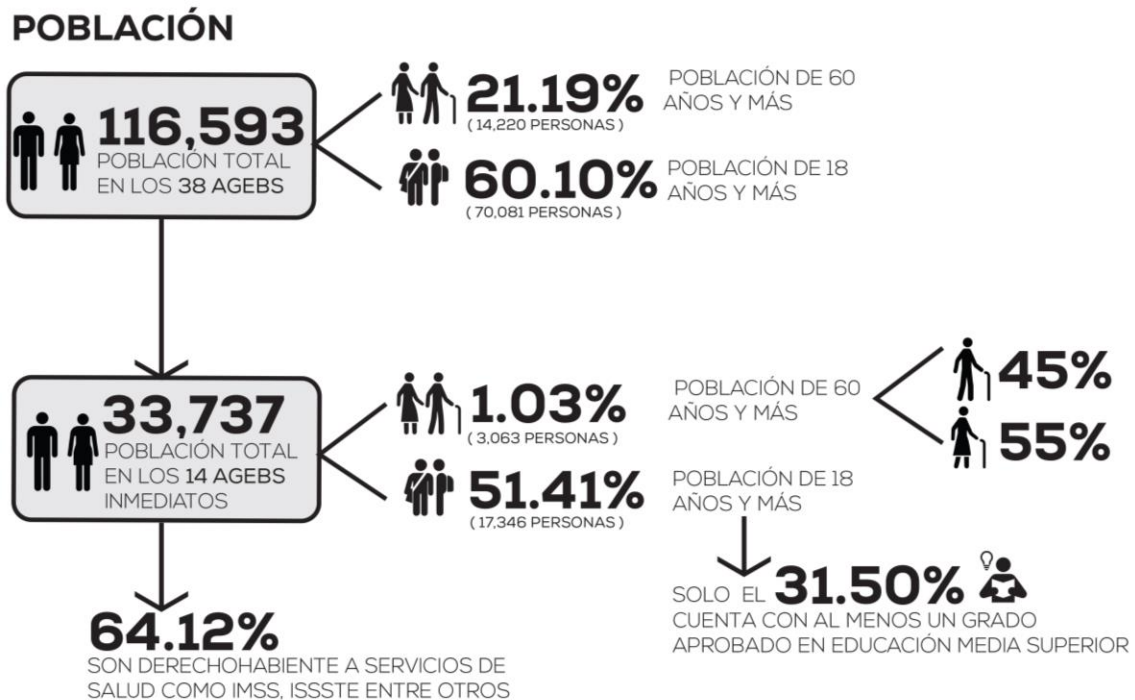 POBLACIÓN
116,593
POBLACIÓN TOTAL
EN LOS 38 AGEBS
21.19%
( 14,220 PERSONAS )
POBLACIÓN DE 60
AÑOS Y MÁS
60.10%
( 70,081 PERSONAS )
POBLACIÓN DE 18
AÑOS Y MÁS
33,737
POBLACIÓN TOTAL
EN LOS 14 AGEBS
INMEDIATOS
1.03%
( 3,063 PERSONAS )
POBLACIÓN DE 60
AÑOS Y MÁS
45%
55%
51.41%
( 17,346 PERSONAS )
POBLACIÓN DE 18
AÑOS Y MÁS
SOLO EL 31.50%
CUENTA CON AL MENOS UN GRADO
APROBADO EN EDUCACIÓN MEDIA SUPERIOR
64.12%
SON DERECHOHABIENTE A SERVICIOS DE
SALUD COMO IMSS, ISSSTE ENTRE OTROS